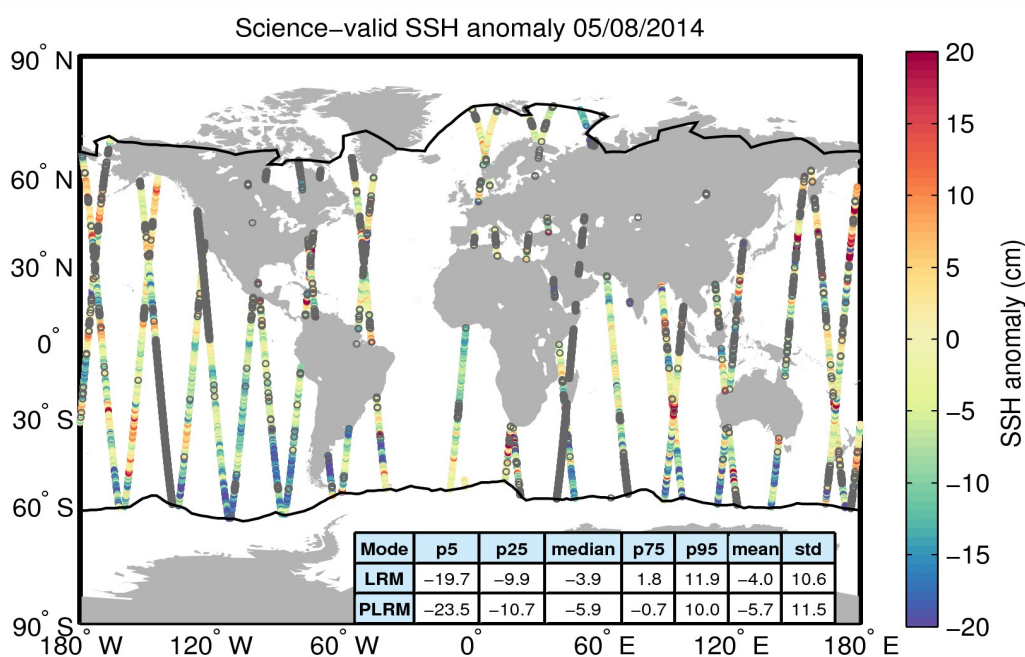 Science−valid SSH anomaly 05/08/2014
90° N
60° N
30° N
0°
30° S
60° S
90° S
180° W
120° W
60° W
0°
60° E
120° E
180° E
20
15
10
5
0
−5
−10
−15
−20
SSH anomaly (cm)
Mode p5 p25 median p75 p95 mean std
LRM −19.7 −9.9 −3.9 1.8 11.9 −4.0 10.6
PLRM −23.5 −10.7 −5.9 −0.7 10.0 −5.7 11.5